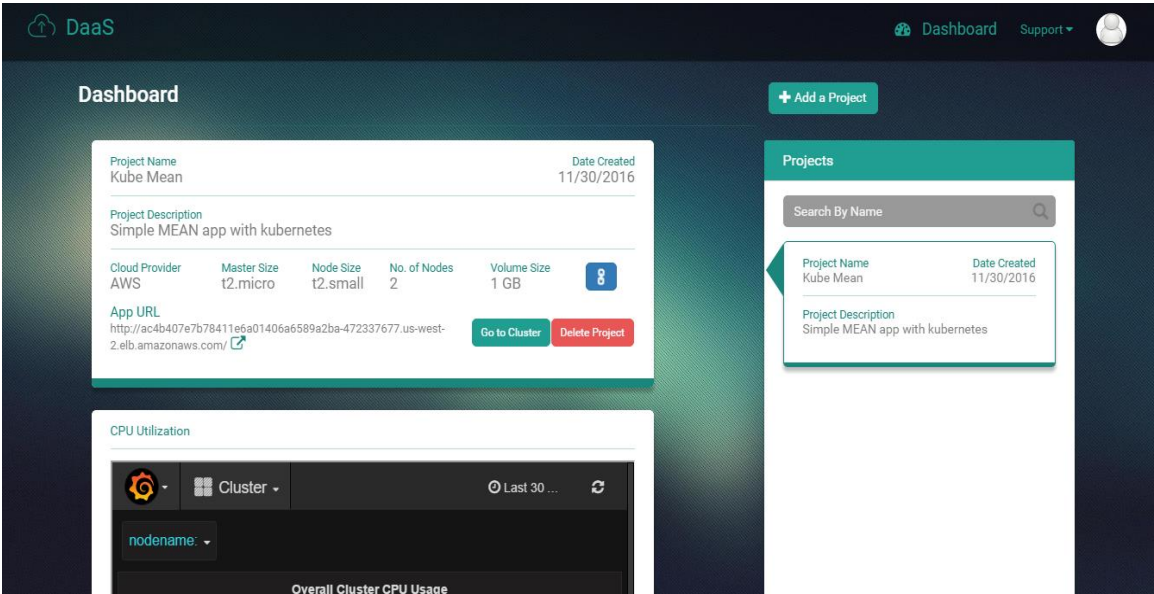 DaaS
Dashboard
Support
Dashboard
Add a Project
Project Name
Date Created
Kube Mean
11/30/2016
Project Description
Simple MEAN app with kubernetes
Cloud Provider
Master Size
Node Size
No. of Nodes
Volume Size
AWS
t2.micro
t2.small
2
1 GB
App URL
http://ac4b407e7b78411e6a01406a6589a2ba-472337677.us-west-
2.elb.amazonaws.com/
Go to Cluster
Delete Project
CPU Utilization
Cluster
Last 30 ...
nodename:
Overall Cluster CPU Usage
Projects
Search By Name
Project Name
Date Created
Kube Mean
11/30/2016
Project Description
Simple MEAN app with kubernetes